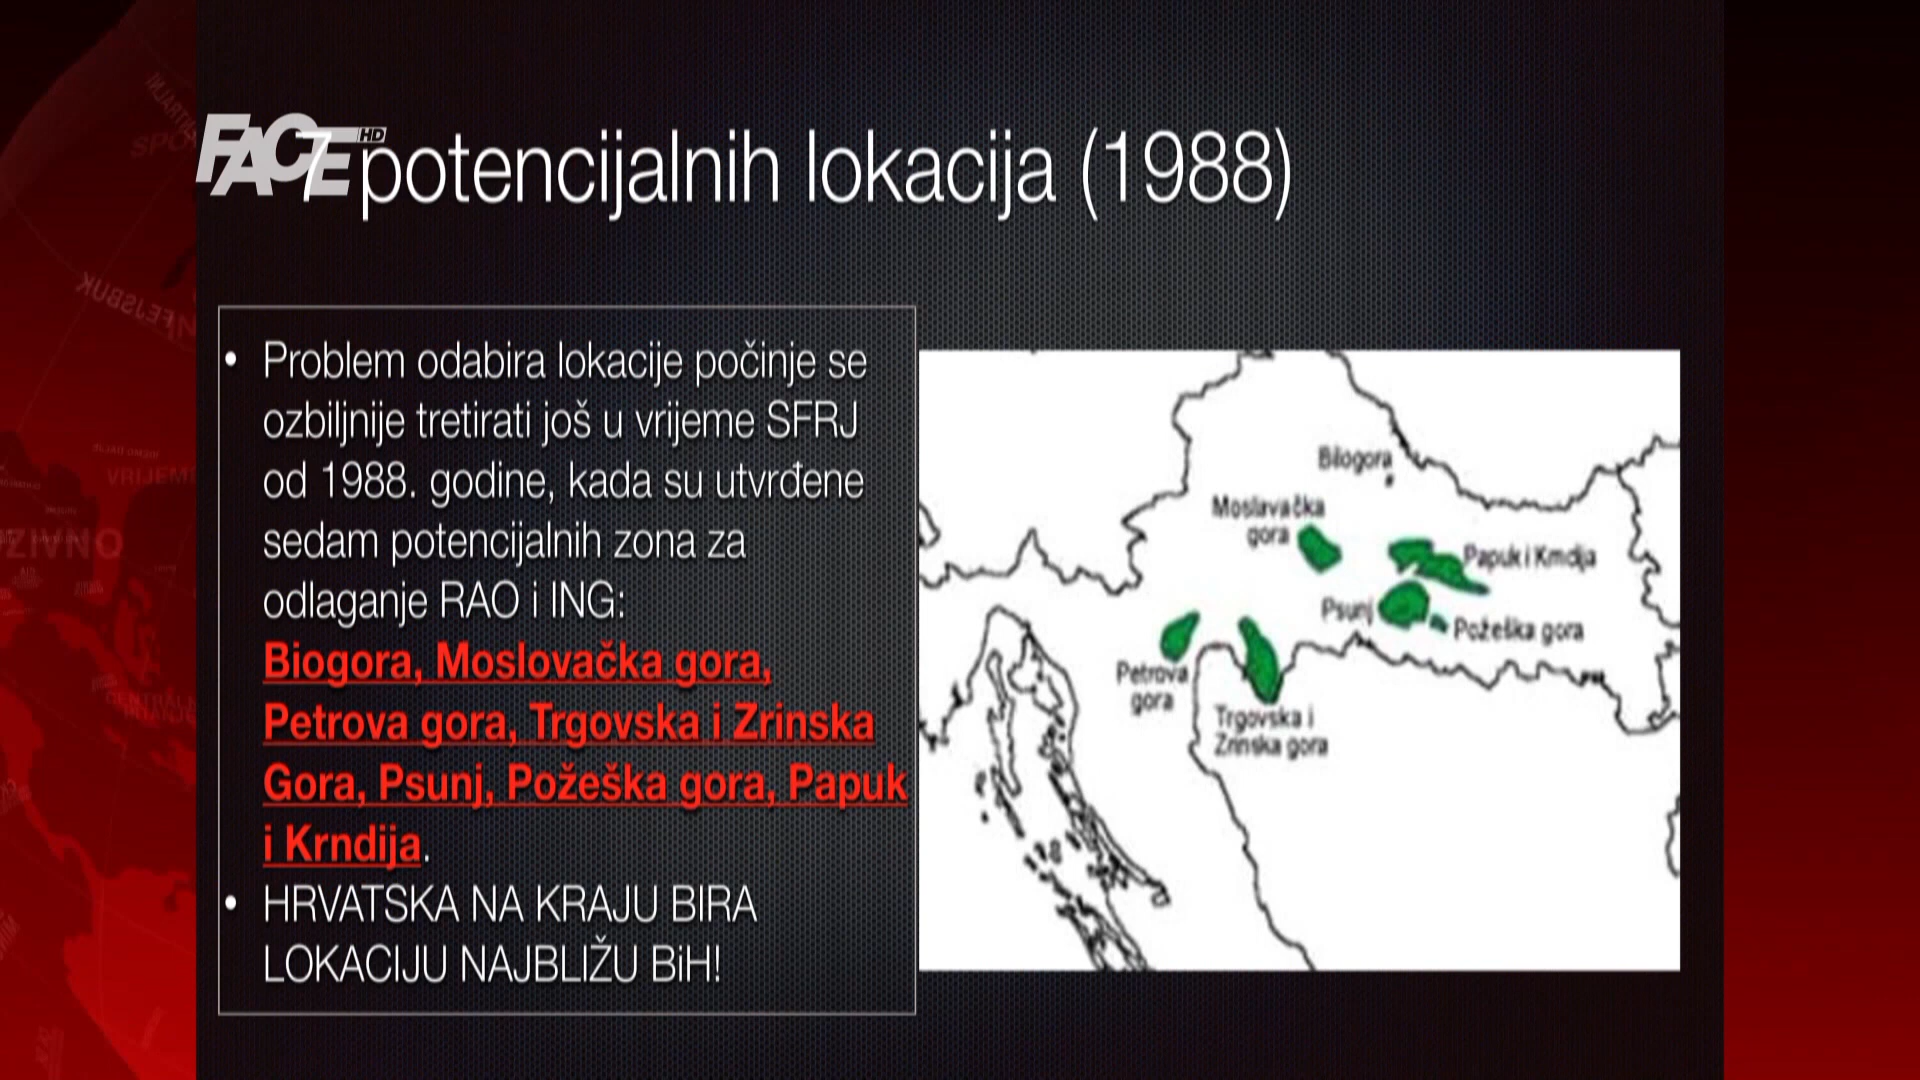 FACE HD
7 potencijalnih lokacija (1988)
• Problem odabira lokacije počinje se
ozbiljnije tretirati još u vrijeme SFRJ
od 1988. godine, kada su utvrđene
sedam potencijalnih zona za
odlaganje RAO i ING:
Biogora, Moslovačka gora,
Petrova gora, Trgovska i Zrinska
Gora, Psunj, Požeška gora, Papuk
i Krndija.
• HRVATSKA NA KRAJU BIRA
LOKACIJU NAJBLIŽU BiH!
Bilogora
Moslavačka
gora
Papuk i Krndija
Psunj
Požeška gora
Petrova
gora
Trgovska i
Zrinska gora
VRIJEME